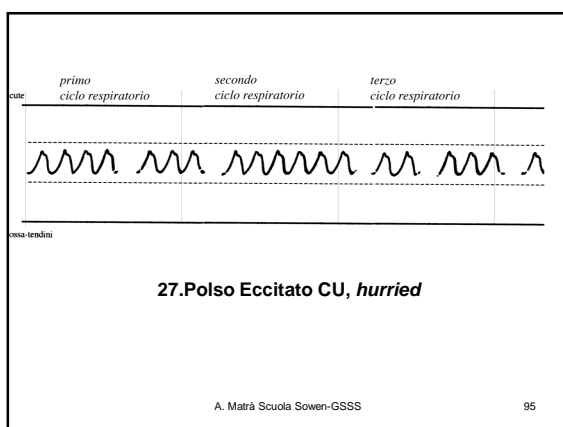 primo secondo terzo
cute ciclo respiratorio ciclo respiratorio ciclo respiratorio
ossa-tendini
27.Polso Eccitato CU, hurried
A. Matrà Scuola Sowen-GSSS 95